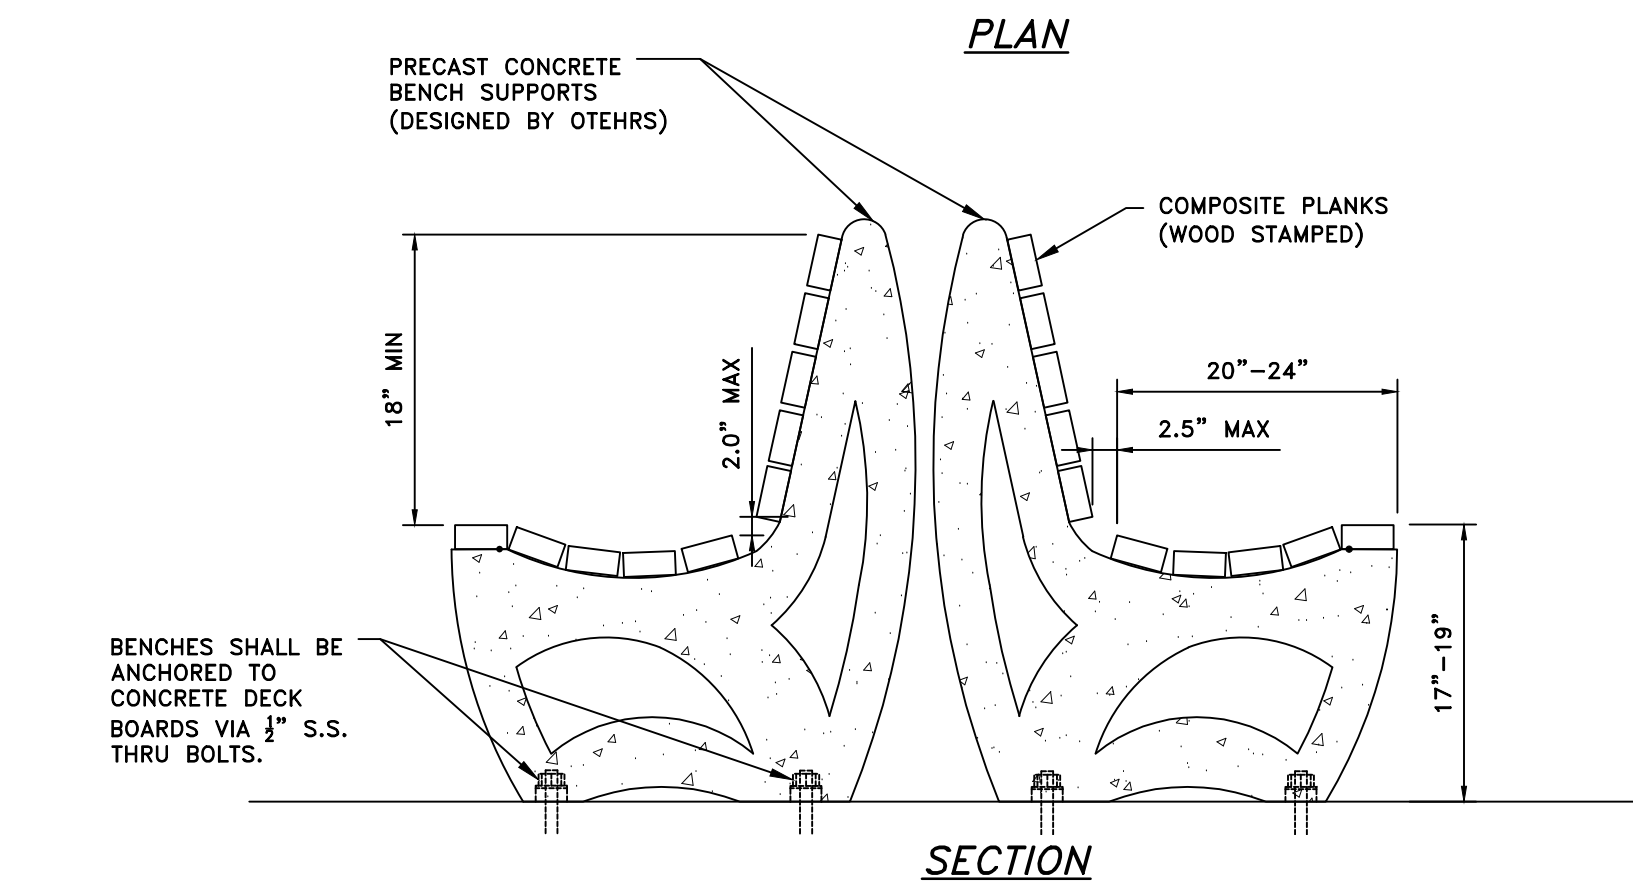 PLAN
PRECAST CONCRETE
BENCH SUPPORTS
(DESIGNED BY OTEHRS)
COMPOSITE PLANKS
(WOOD STAMPED)
18" MIN
2.0" MAX
20"-24"
2.5" MAX
17"-19"
BENCHES SHALL BE
ANCHORED TO
CONCRETE DECK
BOARDS VIA ½" S.S.
THRU BOLTS.
SECTION